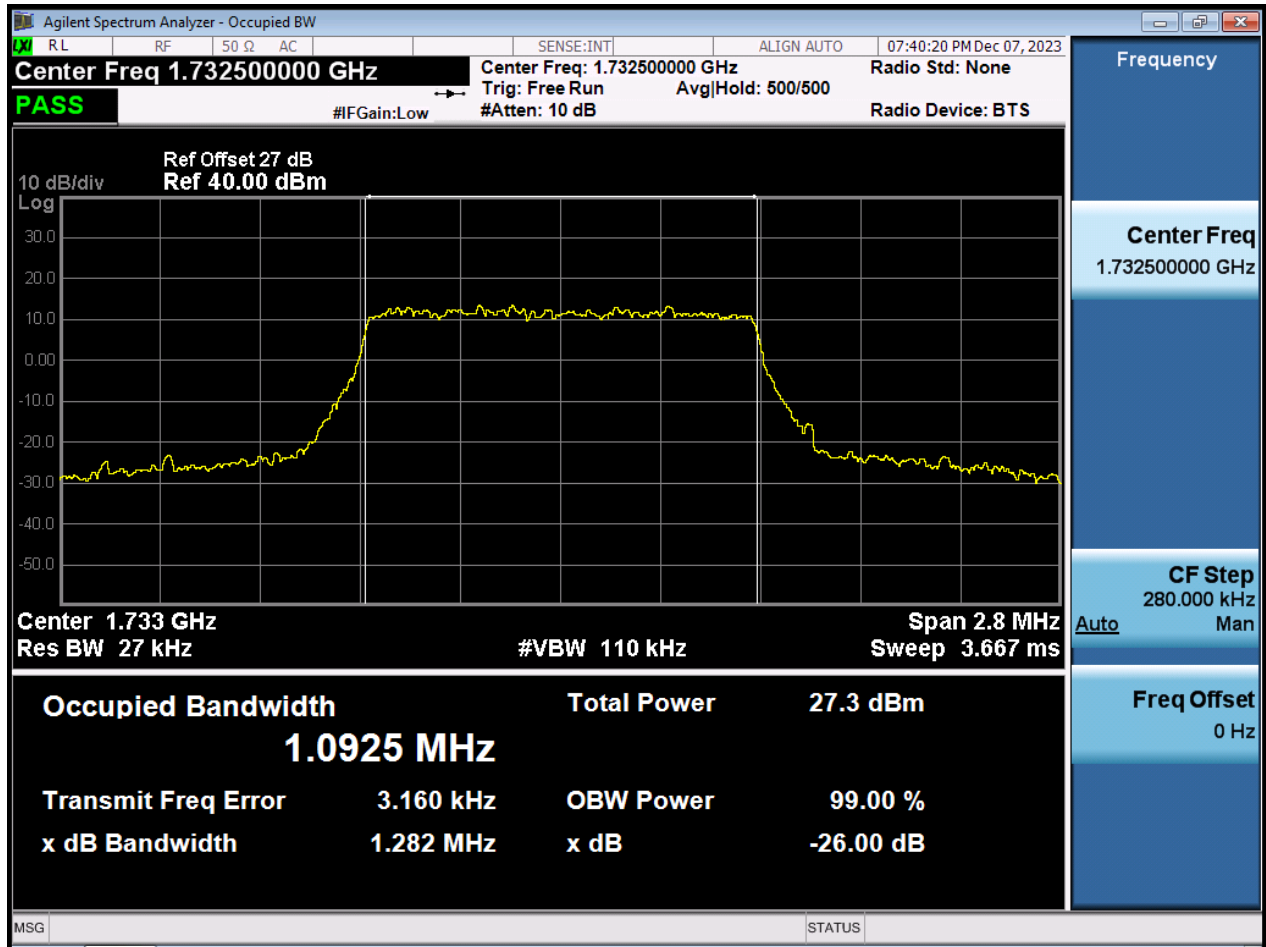 Agilent Spectrum Analyzer - Occupied BW
LXI RL RF 50 Ω AC SENSE:INT ALIGN AUTO 07:40:20 PM Dec 07, 2023
Center Freq 1.732500000 GHz
PASS
#IFGain:Low
Center Freq: 1.732500000 GHz
Trig: Free Run Avg|Hold: 500/500
#Atten: 10 dB
Radio Std: None
Radio Device: BTS
Ref Offset 27 dB
10 dB/div Ref 40.00 dBm
Log
30.0
20.0
10.0
0.00
-10.0
-20.0
-30.0
-40.0
-50.0
Center 1.733 GHz Span 2.8 MHz
Res BW 27 kHz #VBW 110 kHz Sweep 3.667 ms
Occupied Bandwidth Total Power 27.3 dBm
1.0925 MHz
Transmit Freq Error 3.160 kHz OBW Power 99.00 %
x dB Bandwidth 1.282 MHz x dB -26.00 dB
MSG STATUS
Frequency
Center Freq
1.732500000 GHz
CF Step
280.000 kHz
Auto Man
Freq Offset
0 Hz